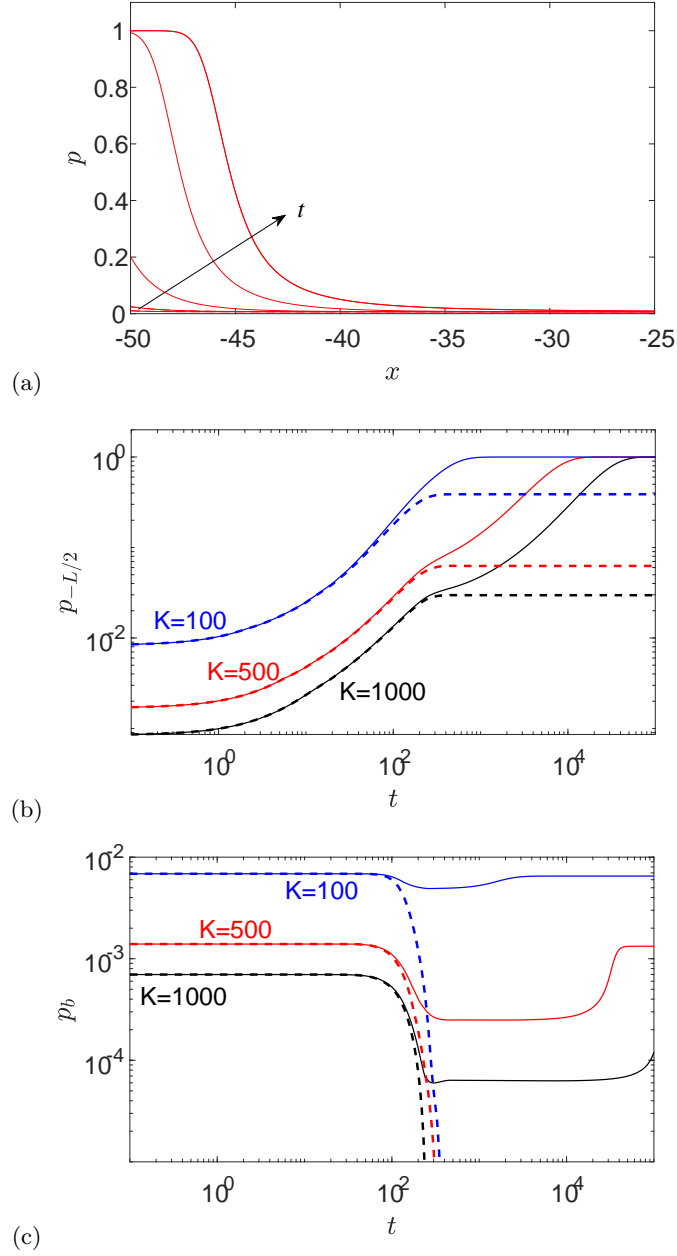 1
0.8
0.6
p
0.4
t
0.2
0
-50 -45 -40 -35 -30 -25
(a) x
10^0
p_{-L/2}
10^{-2}
K=100
K=500
K=1000
10^0 10^2 10^4
(b) t
10^{-2}
K=100
K=500
10^{-3}
K=1000
p_b
10^{-4}
10^0 10^2 10^4
(c) t